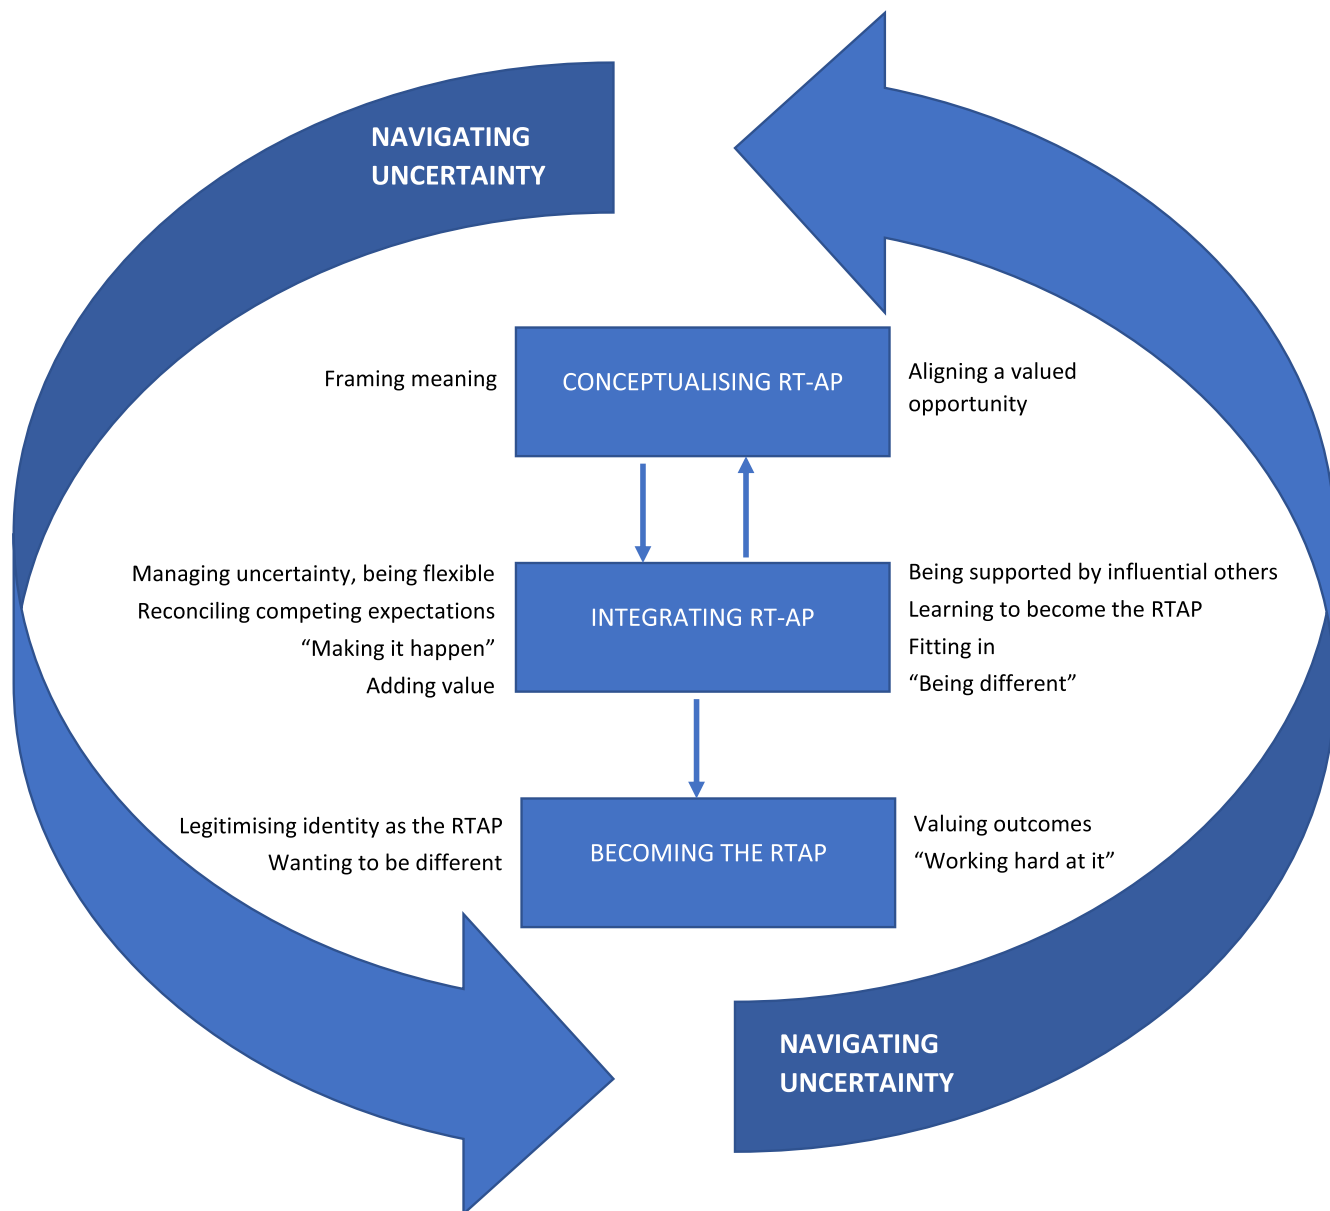 NAVIGATING
UNCERTAINTY
Framing meaning
CONCEPTUALISING RT-AP
Aligning a valued
opportunity
Managing uncertainty, being flexible
Reconciling competing expectations
“Making it happen”
Adding value
INTEGRATING RT-AP
Being supported by influential others
Learning to become the RTAP
Fitting in
“Being different”
Legitimising identity as the RTAP
Wanting to be different
BECOMING THE RTAP
Valuing outcomes
“Working hard at it”
NAVIGATING
UNCERTAINTY